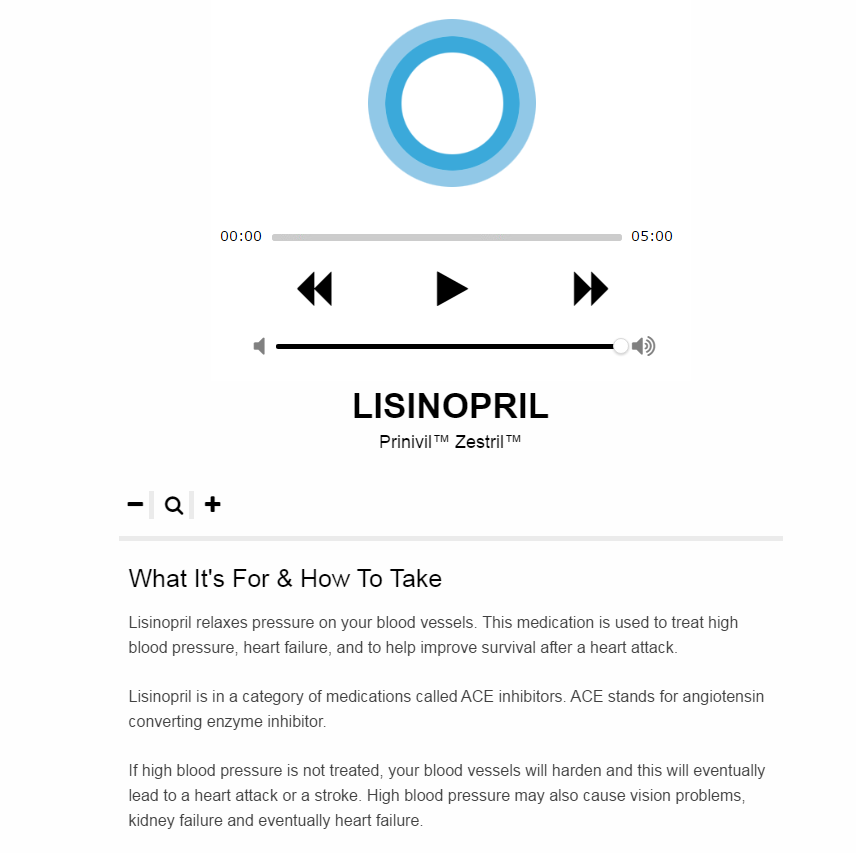 00:00 05:00
LISINOPRIL
Prinivil™ Zestril™
What It's For & How To Take
Lisinopril relaxes pressure on your blood vessels. This medication is used to treat high
blood pressure, heart failure, and to help improve survival after a heart attack.
Lisinopril is in a category of medications called ACE inhibitors. ACE stands for angiotensin
converting enzyme inhibitor.
If high blood pressure is not treated, your blood vessels will harden and this will eventually
lead to a heart attack or a stroke. High blood pressure may also cause vision problems,
kidney failure and eventually heart failure.